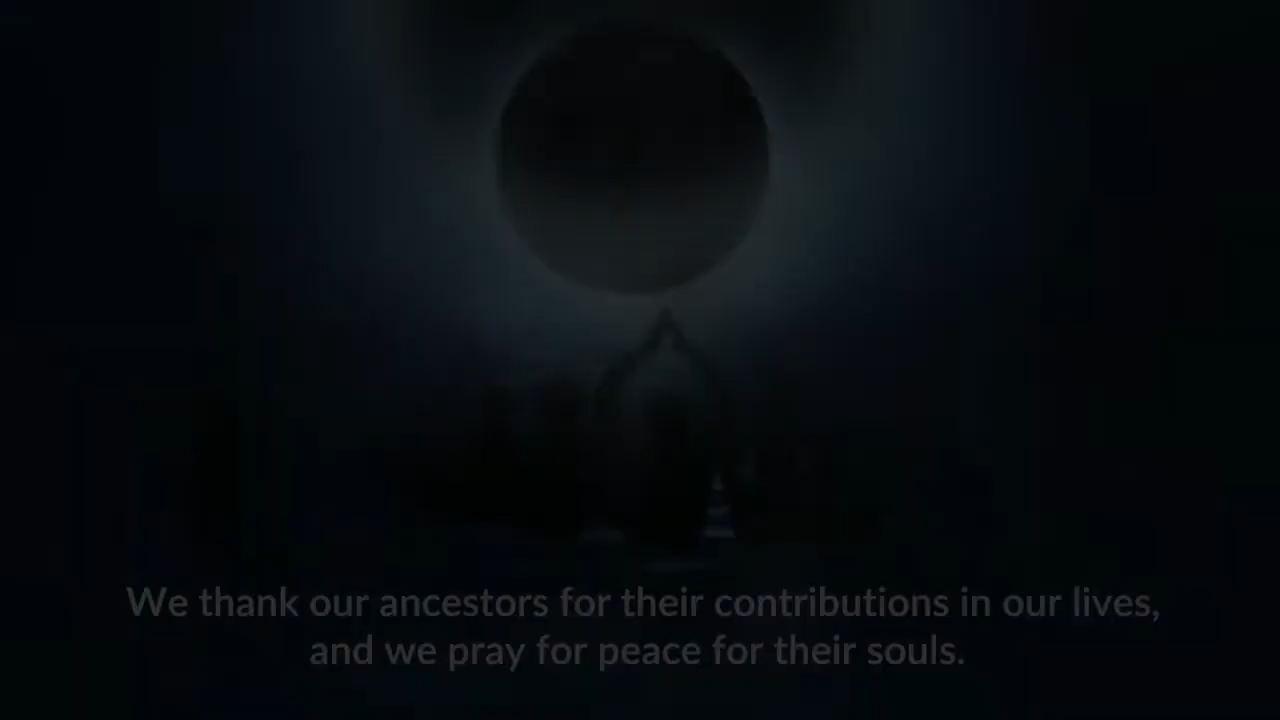 We thank our ancestors for their contributions in our lives,
and we pray for peace for their souls.